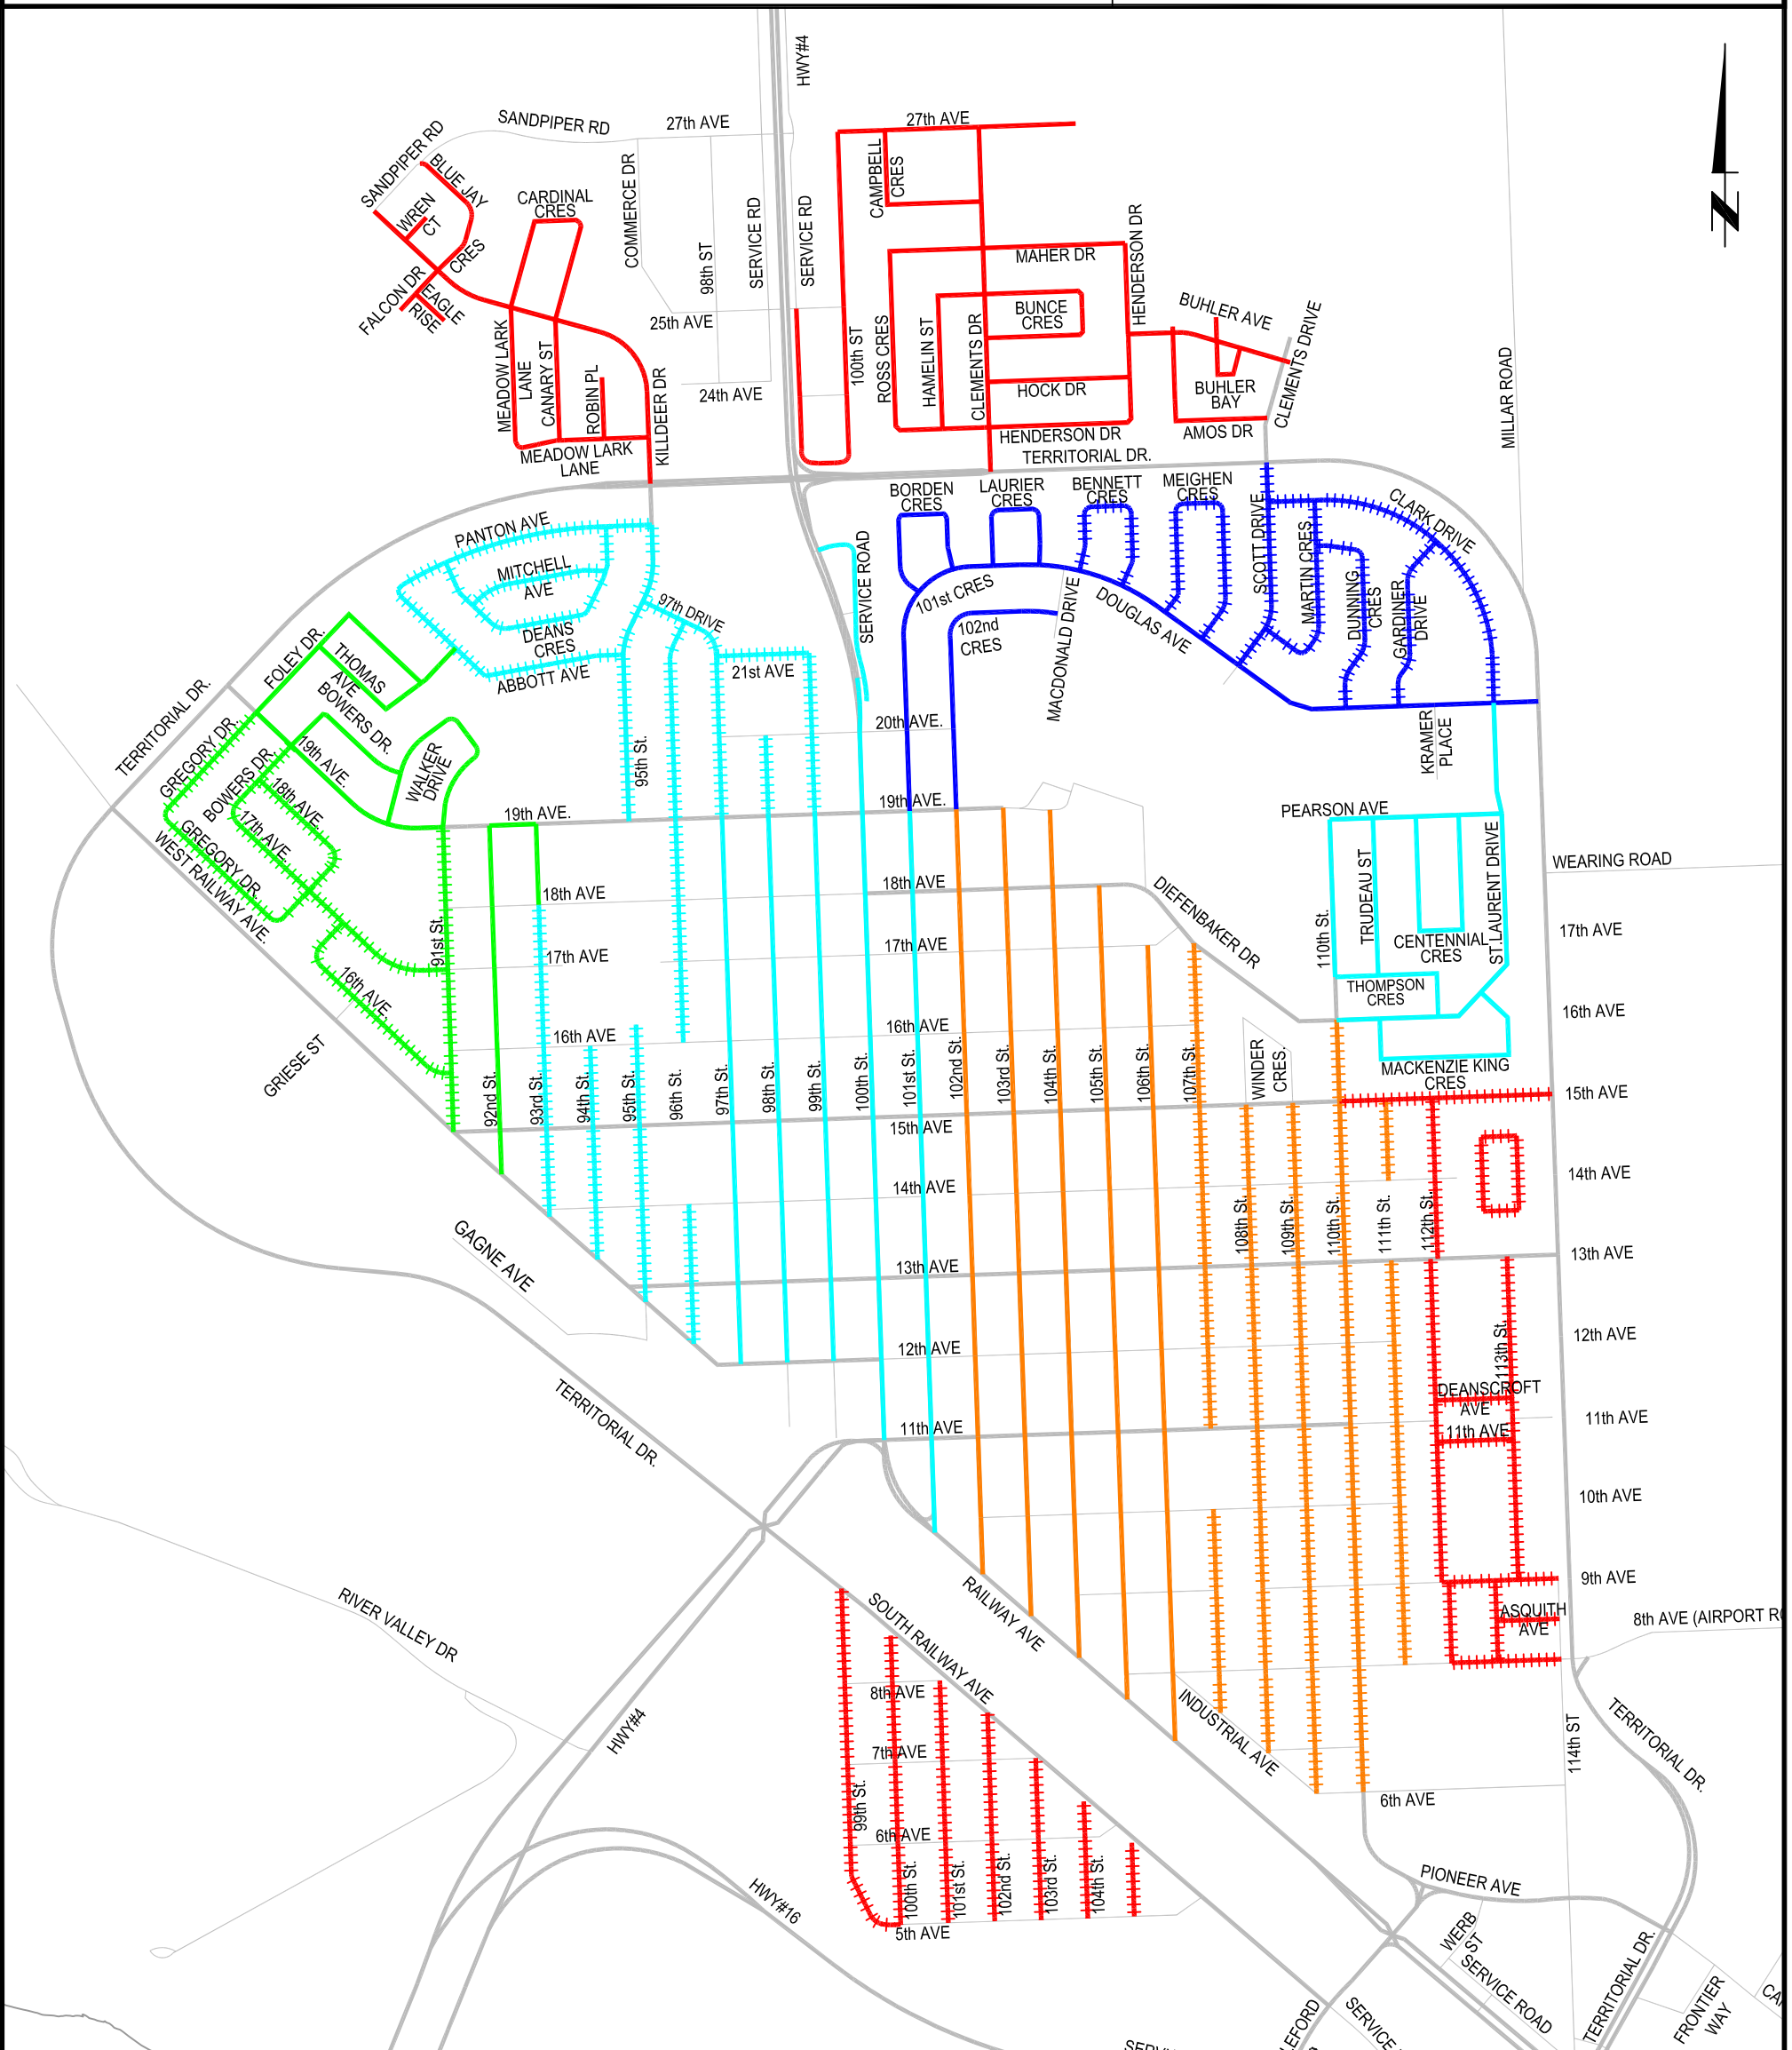 HWY#4
SANDPIPER RD
27th AVE
27th AVE
SANDPIPER RD
BLUE JAY
CRES
WREN
CT
CARDINAL
CRES
COMMERCE DR
98th ST
SERVICE RD
SERVICE RD
CAMPBELL
CRES
FALCON DR
EAGLE
RISE
25th AVE
24th AVE
MEADOW LARK
LANE
CANARY ST
ROBIN PL
KILLDEER DR
MEADOW LARK
LANE
100th ST
ROSS CRES
HAMELIN ST
CLEMENTS DR
MAHER DR
BUNCE
CRES
HOCK DR
HENDERSON DR
HENDERSON DR
TERRITORIAL DR.
BUHLER AVE
BUHLER
BAY
AMOS DR
CLEMENTS DRIVE
MILLAR ROAD
BORDEN
CRES
LAURIER
CRES
BENNETT
CRES
MEIGHEN
CRES
SCOTT DRIVE
MARTIN CRES
CLARK DRIVE
DUNNING
CRES
GARDINER
DRIVE
PANTON AVE
MITCHELL
AVE
DEANS
CRES
ABBOTT AVE
97th DRIVE
21st AVE
SERVICE ROAD
101st CRES
102nd
CRES
MACDONALD DRIVE
DOUGLAS AVE
KRAMER
PLACE
TERRITORIAL DR.
FOLEY DR.
THOMAS
AVE
BOWERS DR.
GREGORY DR.
BOWERS DR.
19th AVE.
18th AVE.
17th AVE.
GREGORY DR.
WEST RAILWAY AVE.
WALKER
DRIVE
16th AVE.
GRIESE ST
95th St.
20th AVE.
19th AVE.
19th AVE.
18th AVE
18th AVE
17th AVE
17th AVE
16th AVE
16th AVE
91st St.
92nd St.
93rd St.
94th St.
95th St.
96th St.
97th St.
98th St.
99th St.
100th St.
101st St.
102nd St.
103rd St.
104th St.
105th St.
106th St.
107th St.
DIEFENBAKER DR
PEARSON AVE
110th St.
TRUDEAU ST
CENTENNIAL
CRES
ST.LAURENT DRIVE
THOMPSON
CRES
MACKENZIE KING
CRES
WINDER
CRES.
WEARING ROAD
17th AVE
16th AVE
15th AVE
14th AVE
13th AVE
12th AVE
11th AVE
10th AVE
9th AVE
15th AVE
14th AVE
13th AVE
12th AVE
11th AVE
108th St.
109th St.
110th St.
111th St.
112th St.
113th St.
DEANSCROFT
AVE
11th AVE
ASQUITH
AVE
8th AVE (AIRPORT
GAGNE AVE
TERRITORIAL DR.
RIVER VALLEY DR
HWY#4
HWY#16
SOUTH RAILWAY AVE
RAILWAY AVE
INDUSTRIAL AVE
8th AVE
7th AVE
6th AVE
5th AVE
99th St.
100th St.
101st St.
102nd St.
103rd St.
104th St.
6th AVE
114th ST
TERRITORIAL DR.
PIONEER AVE
WERB
ST
SERVICE ROAD
TERRITORIAL DR.
FRONTIER
WAY
SERVICE